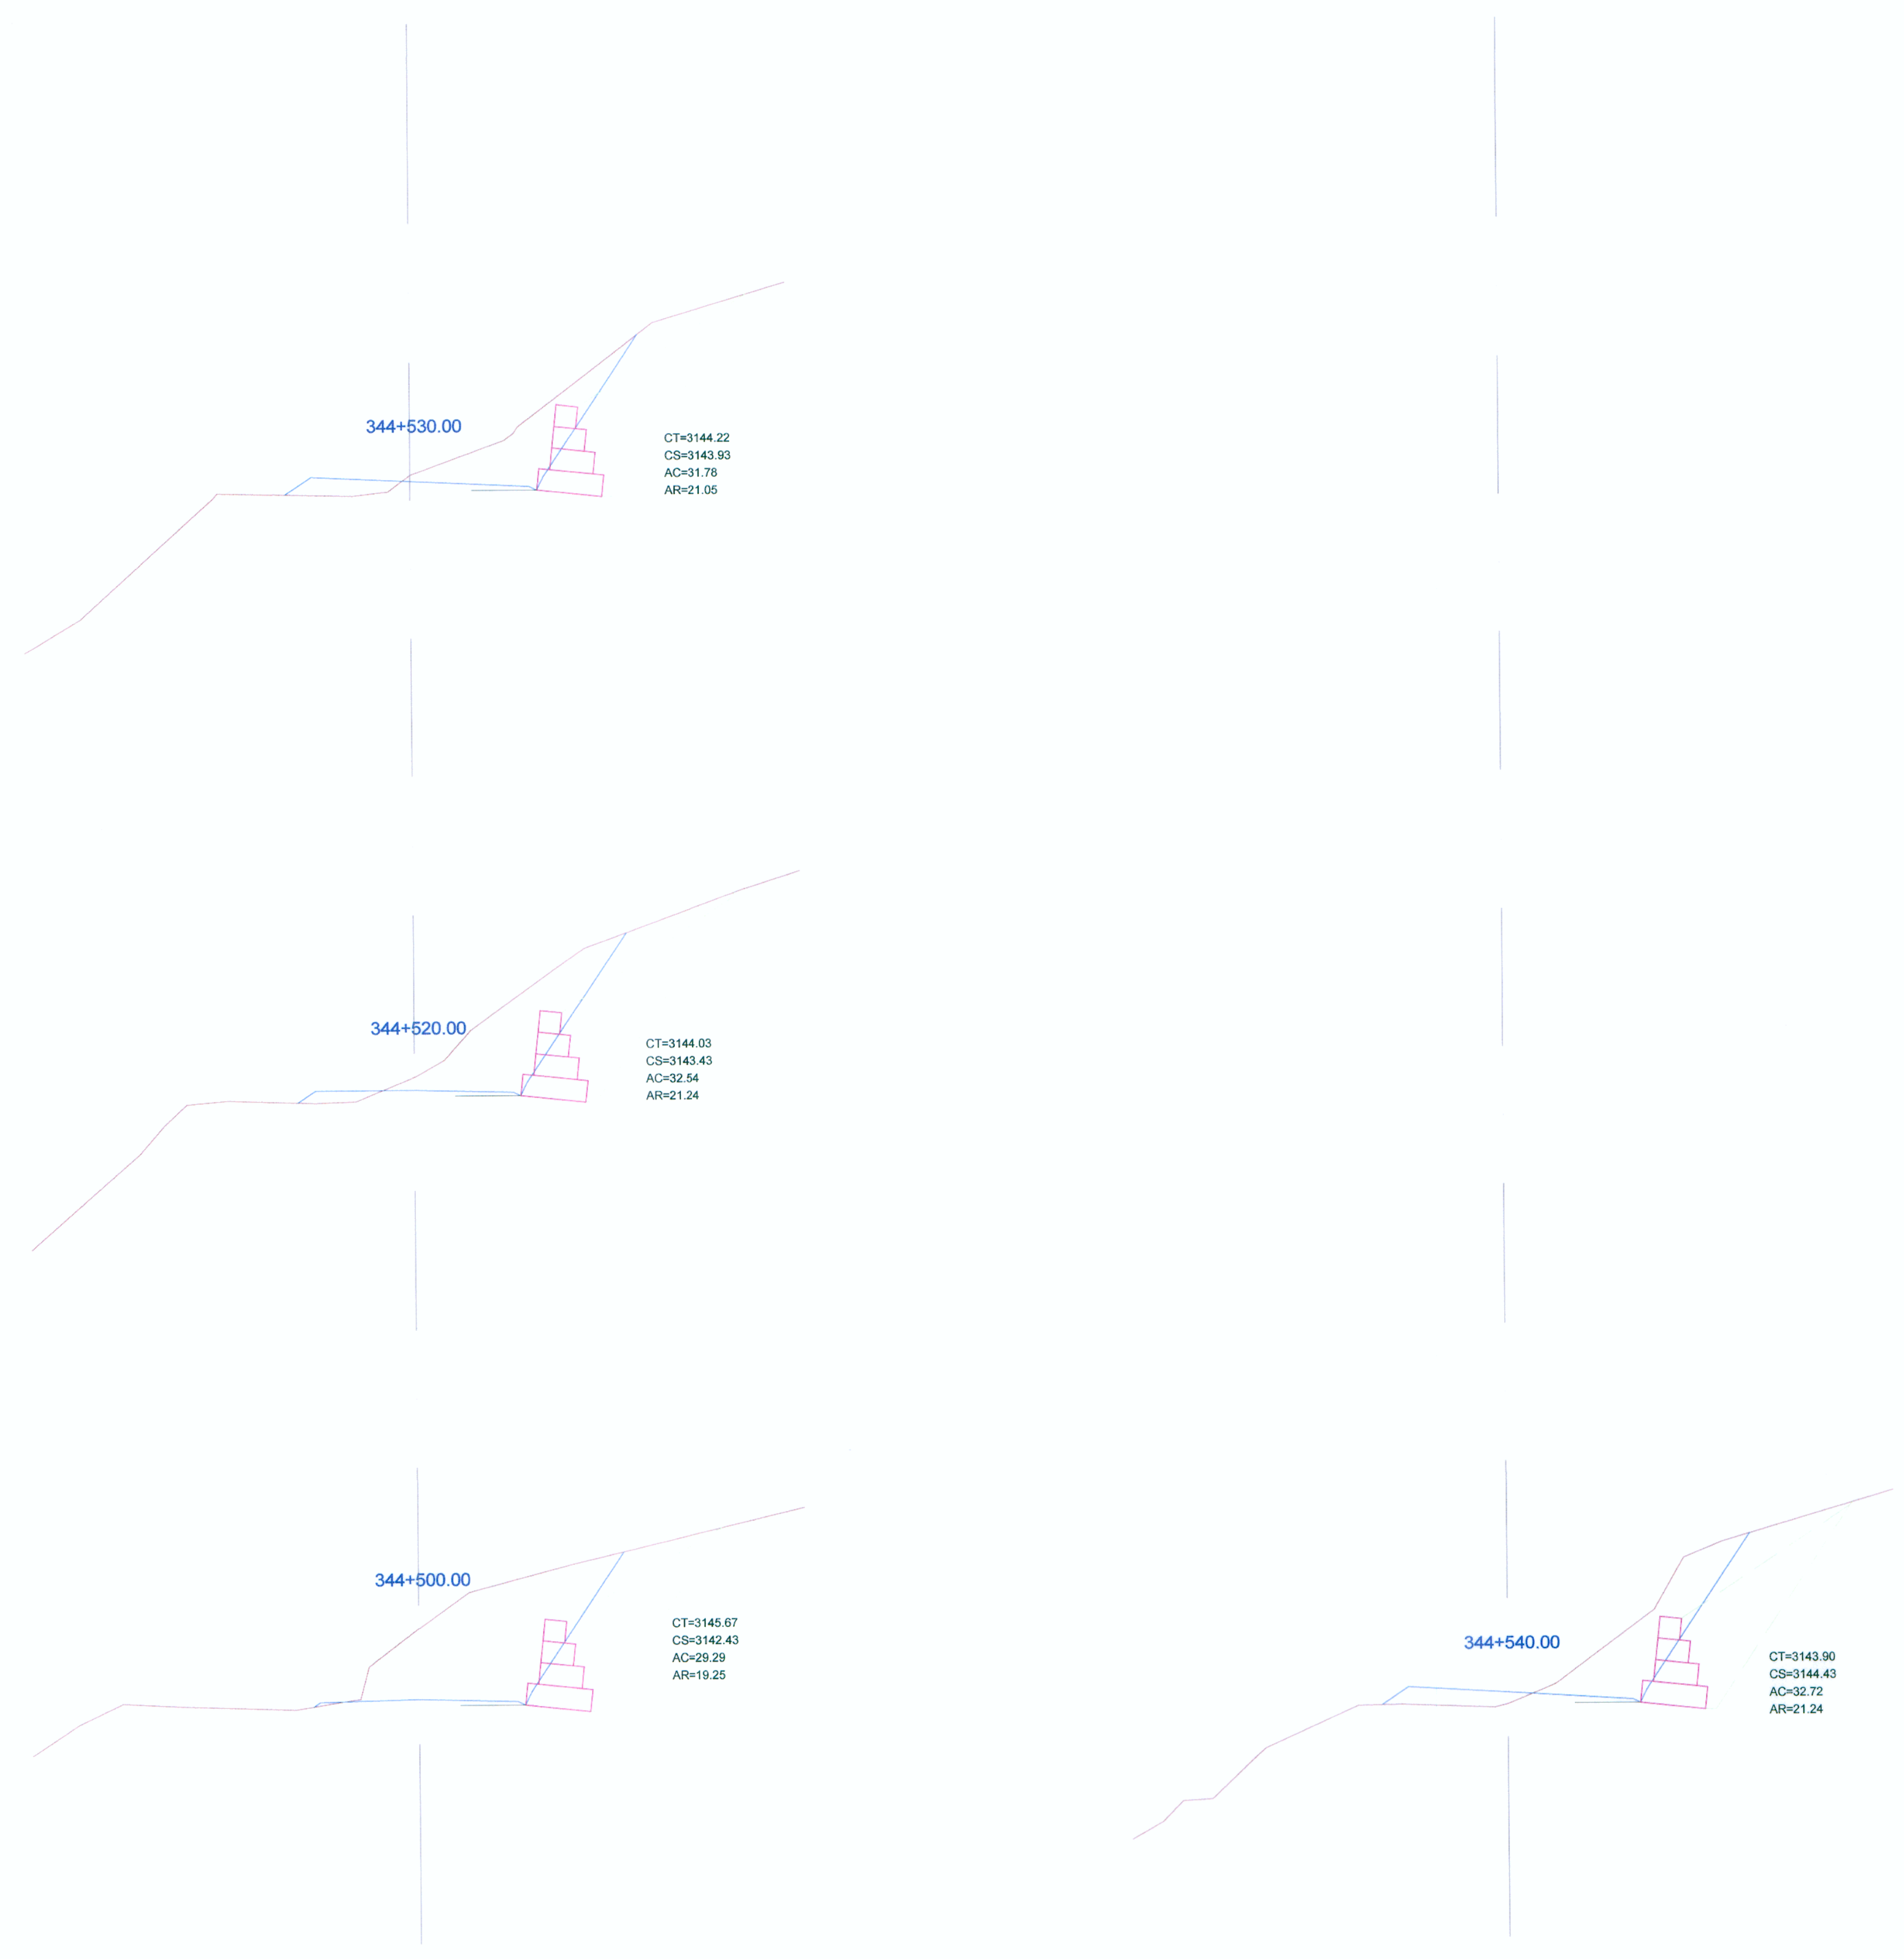 344+530.00
CT=3144.22
CS=3143.93
AC=31.78
AR=21.05
344+520.00
CT=3144.03
CS=3143.43
AC=32.54
AR=21.24
344+500.00
CT=3145.67
CS=3142.43
AC=29.29
AR=19.25
344+540.00
CT=3143.90
CS=3144.43
AC=32.72
AR=21.24